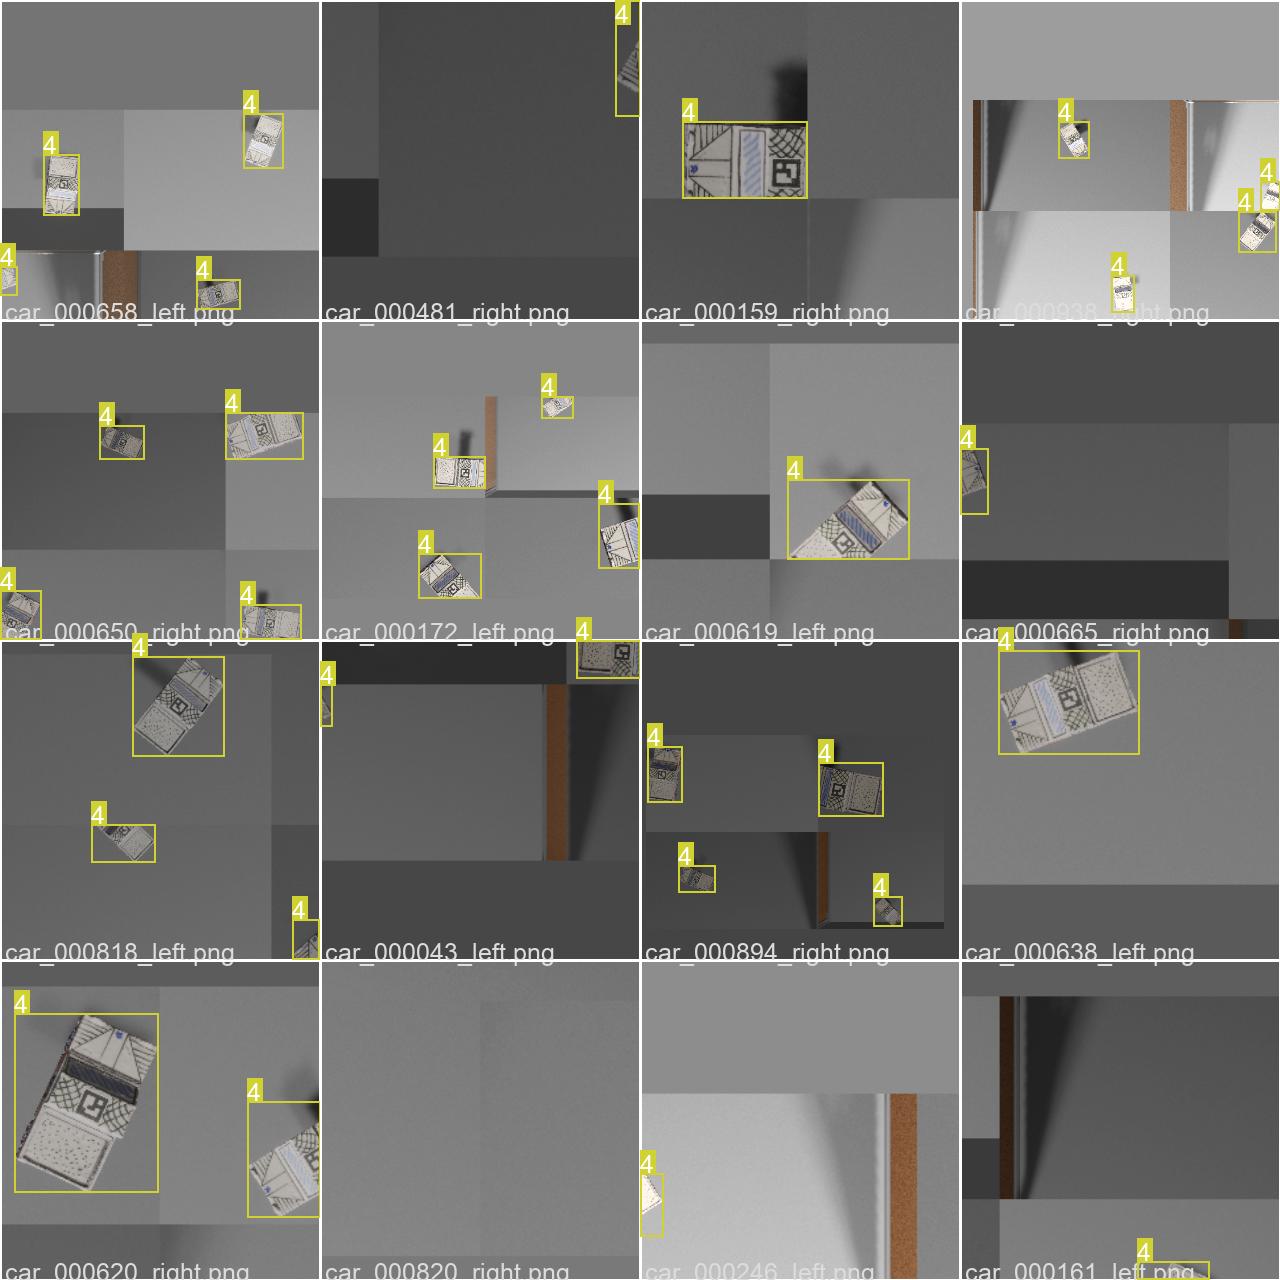 4
4
4
4
car_000658_left.png
4
car_000481_right.png
4
car_000159_right.png
4
4
4
4
car_000938_right.png
4
4
4
4
car_000650_right.png
4
4
4
4
car_000172_left.png
4
car_000619_left.png
4
car_000665_right.png
4
4
4
car_000818_left.png
4
4
car_000043_left.png
4
4
4
4
car_000894_right.png
4
car_000638_left.png
4
4
car_000620_right.png
car_000820_right.png
4
car_000246_left.png
4
car_000161_left.png